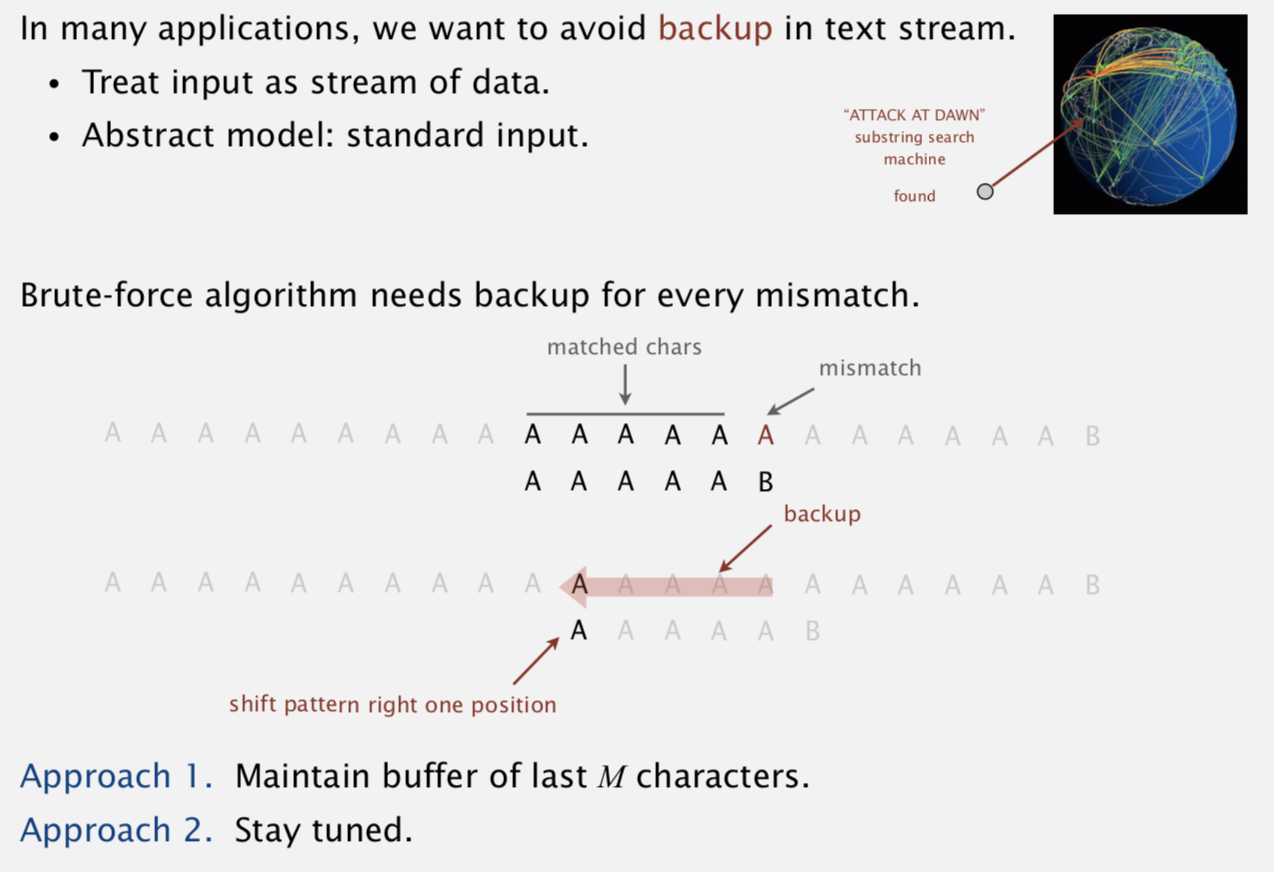 In many applications, we want to avoid backup in text stream.
• Treat input as stream of data.
• Abstract model: standard input.
“ATTACK AT DAWN”
substring search
machine
found
Brute-force algorithm needs backup for every mismatch.
matched chars
mismatch
A A A A A A A A A A A A A A A A A A A A A B
A A A A A B
backup
A A A A A A A A A A A A A A A A A A A A A B
A A A A A B
shift pattern right one position
Approach 1. Maintain buffer of last M characters.
Approach 2. Stay tuned.